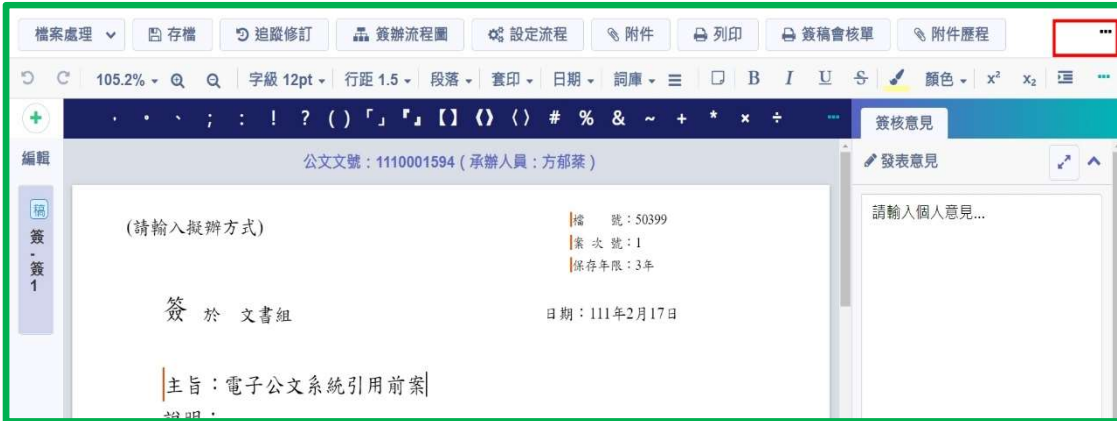 檔案處理 存檔 追蹤修訂 簽辦流程圖 設定流程 附件 列印 簽稿會核單 附件歷程 ...
105.2% 字級 12pt 行距 1.5 段落 套印 日期 詞庫 B I U S 顏色 x² x₂ ...
· • 、 ; : ! ? ( ) 「 」 『 』 【 】 《 》 〈 〉 # % & ~ + * × ÷ ...
簽核意見
編輯
公文文號：1110001594 ( 承辦人員：方郁棻 )
發表意見
請輸入個人意見...
稿
簽
-
簽
1
(請輸入擬辦方式)
檔 號：50399
案 次 號：1
保存年限：3年
簽 於 文書組
日期：111年2月17日
主旨：電子公文系統引用前案
說明：